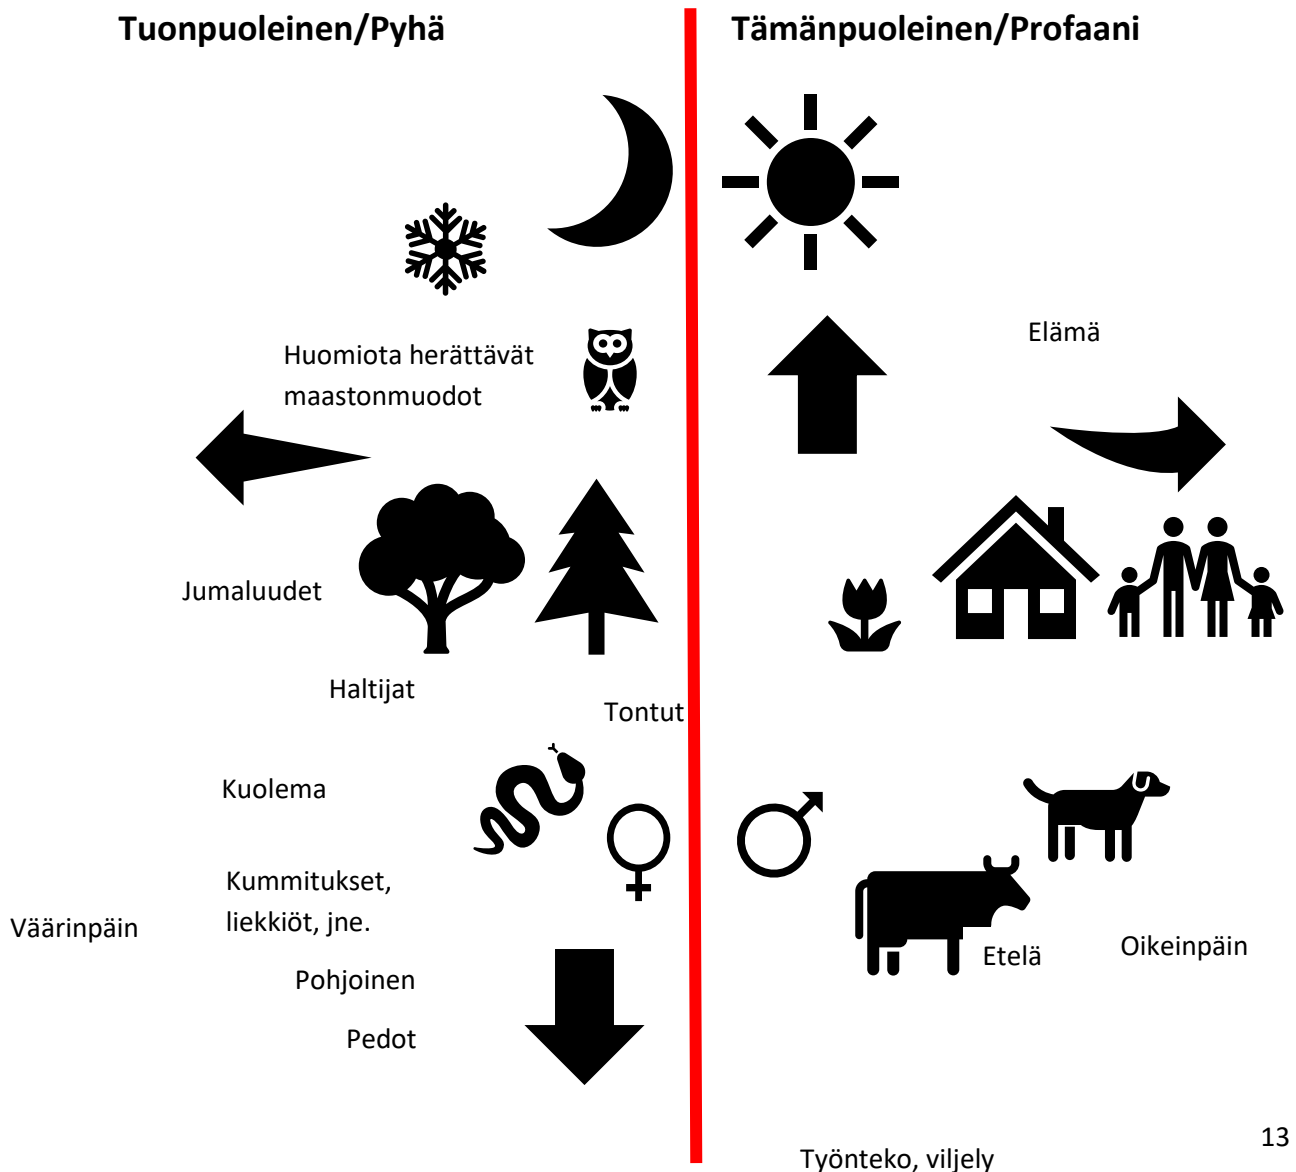 Tuonpuoleinen/Pyhä
Tämänpuoleinen/Profaani
Elämä
Huomiota herättävät
maastonmuodot
Jumaluudet
Haltijat
Tontut
Kuolema
Kummitukset,
liekkiöt, jne.
Väärinpäin
Oikeinpäin
Etelä
Pohjoinen
Pedot
Työnteko, viljely
13